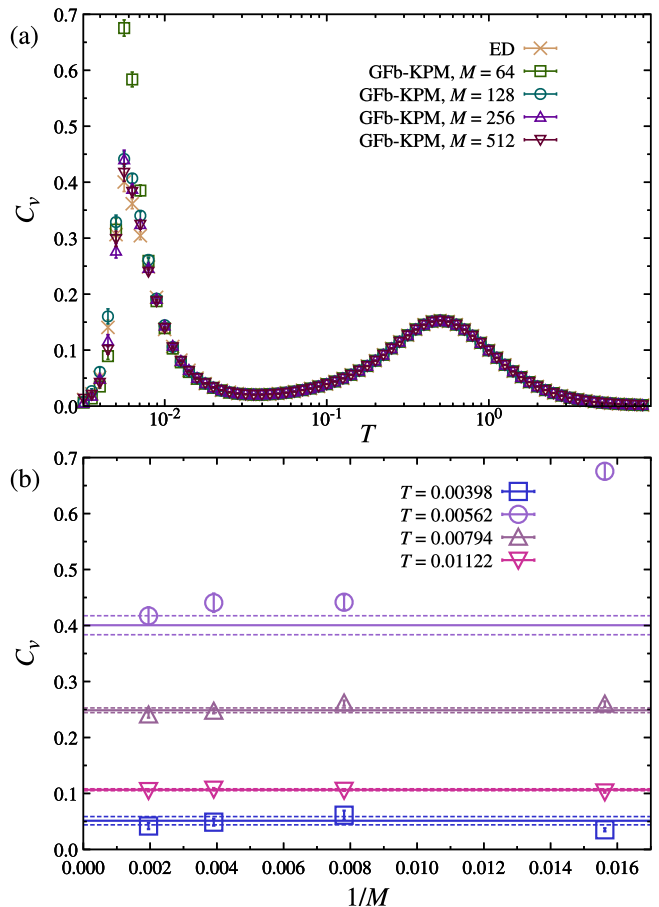 (a)
0.7
0.6
0.5
0.4
0.3
0.2
0.1
0.0
C_v
ED
GFb-KPM, M = 64
GFb-KPM, M = 128
GFb-KPM, M = 256
GFb-KPM, M = 512
10^-2
10^-1
10^0
T
(b)
0.7
0.6
0.5
0.4
0.3
0.2
0.1
0.0
C_v
T = 0.00398
T = 0.00562
T = 0.00794
T = 0.01122
0.000 0.002 0.004 0.006 0.008 0.010 0.012 0.014 0.016
1/M